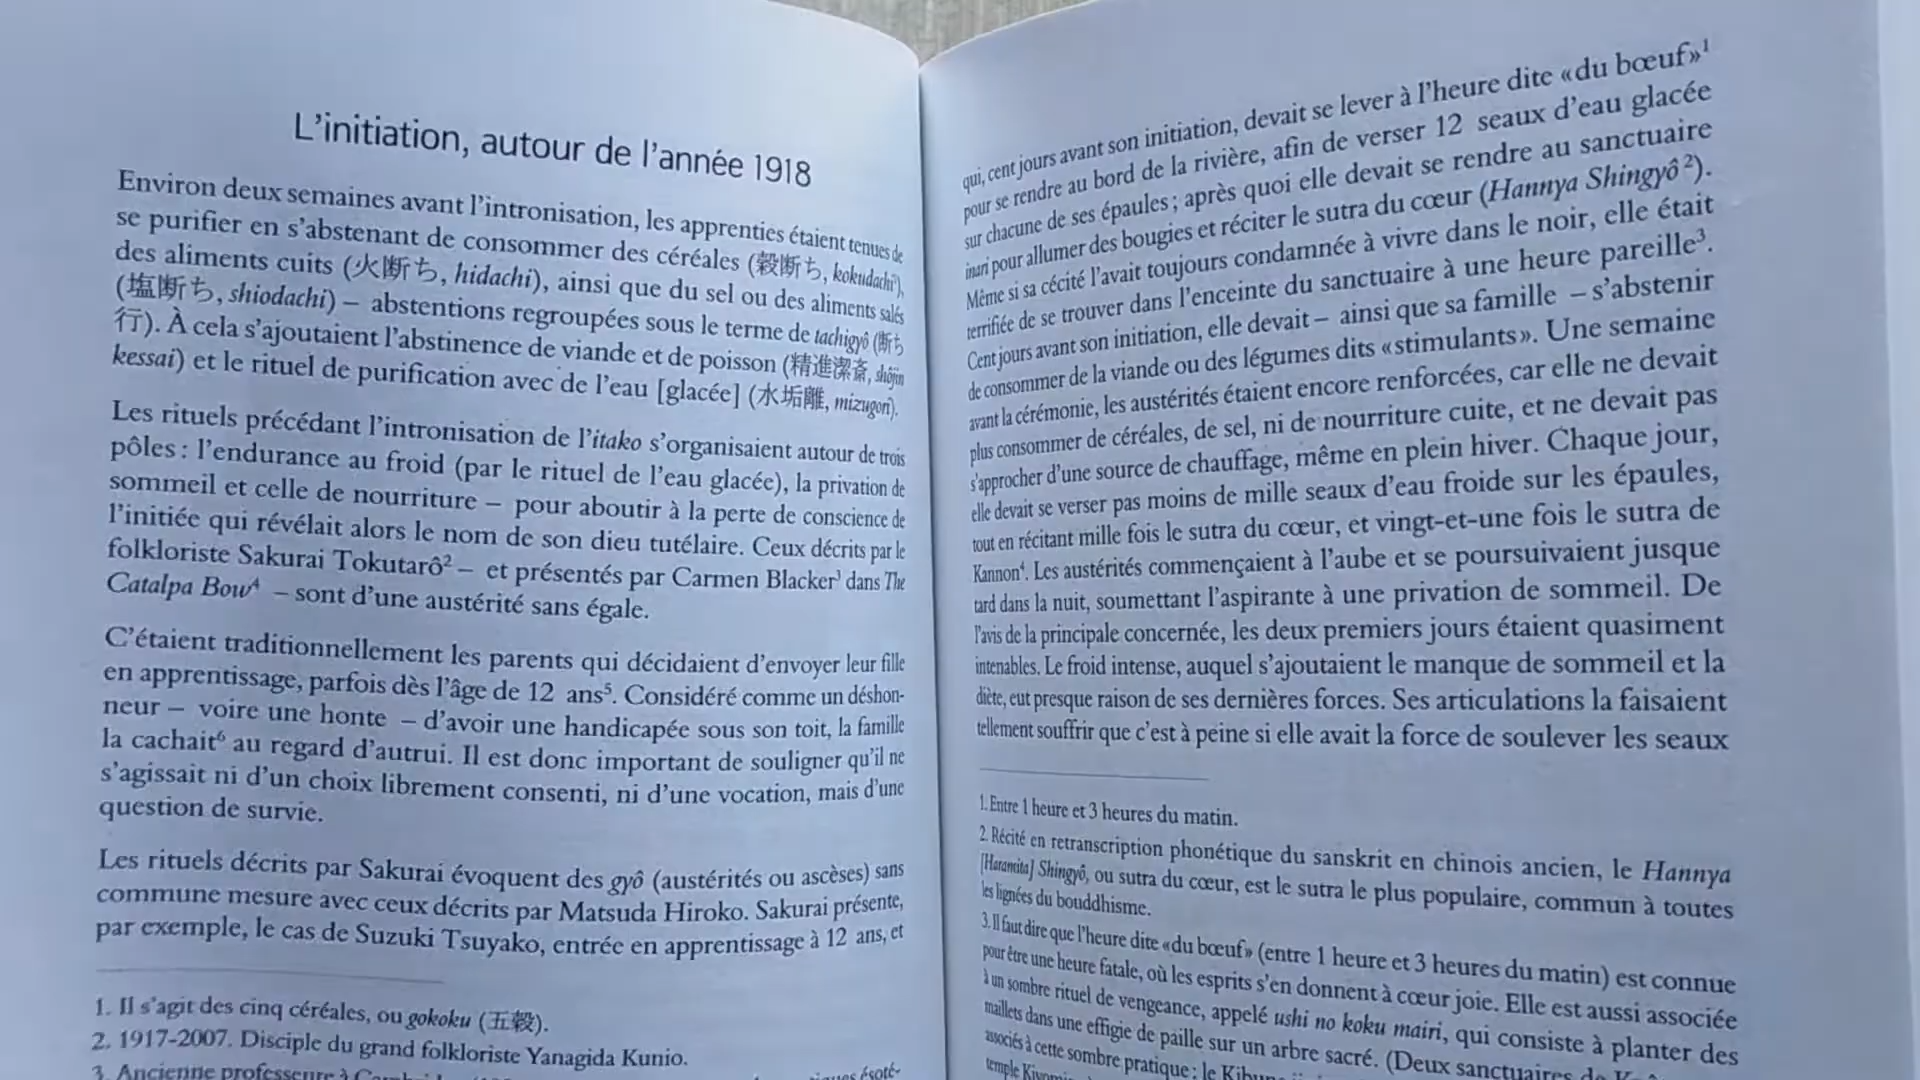 L'initiation, autour de l'année 1918
Environ deux semaines avant l'intronisation, les apprenties étaient tenues de
se purifier en s'abstenant de consommer des céréales (穀断ち, kokudachi¹),
des aliments cuits (火断ち, hidachi), ainsi que du sel ou des aliments salés
(塩断ち, shiodachi) – abstentions regroupées sous le terme de tachigyô (断ち
行). À cela s'ajoutaient l'abstinence de viande et de poisson (精進潔斎, shôjin
kessai) et le rituel de purification avec de l'eau [glacée] (水垢離, mizugori).
Les rituels précédant l'intronisation de l'itako s'organisaient autour de trois
pôles : l'endurance au froid (par le rituel de l'eau glacée), la privation de
sommeil et celle de nourriture – pour aboutir à la perte de conscience de
l'initiée qui révélait alors le nom de son dieu tutélaire. Ceux décrits par le
folkloriste Sakurai Tokutarô² – et présentés par Carmen Blacker³ dans The
Catalpa Bow⁴ – sont d'une austérité sans égale.
C'étaient traditionnellement les parents qui décidaient d'envoyer leur fille
en apprentissage, parfois dès l'âge de 12 ans⁵. Considéré comme un déshon-
neur – voire une honte – d'avoir une handicapée sous son toit, la famille
la cachait⁶ au regard d'autrui. Il est donc important de souligner qu'il ne
s'agissait ni d'un choix librement consenti, ni d'une vocation, mais d'une
question de survie.
Les rituels décrits par Sakurai évoquent des gyô (austérités ou ascèses) sans
commune mesure avec ceux décrits par Matsuda Hiroko. Sakurai présente,
par exemple, le cas de Suzuki Tsuyako, entrée en apprentissage à 12 ans, et
1. Il s'agit des cinq céréales, ou gokoku (五穀).
2. 1917-2007. Disciple du grand folkloriste Yanagida Kunio.
3. Ancienne professeure à
qui, cent jours avant son initiation, devait se lever à l'heure dite «du bœuf»¹
pour se rendre au bord de la rivière, afin de verser 12 seaux d'eau glacée
sur chacune de ses épaules ; après quoi elle devait se rendre au sanctuaire
inari pour allumer des bougies et réciter le sutra du cœur (Hannya Shingyô²).
Même si sa cécité l'avait toujours condamnée à vivre dans le noir, elle était
terrifiée de se trouver dans l'enceinte du sanctuaire à une heure pareille³.
Cent jours avant son initiation, elle devait – ainsi que sa famille – s'abstenir
de consommer de la viande ou des légumes dits «stimulants». Une semaine
avant la cérémonie, les austérités étaient encore renforcées, car elle ne devait
plus consommer de céréales, de sel, ni de nourriture cuite, et ne devait pas
s'approcher d'une source de chauffage, même en plein hiver. Chaque jour,
elle devait se verser pas moins de mille seaux d'eau froide sur les épaules,
tout en récitant mille fois le sutra du cœur, et vingt-et-une fois le sutra de
Kannon⁴. Les austérités commençaient à l'aube et se poursuivaient jusque
tard dans la nuit, soumettant l'aspirante à une privation de sommeil. De
l'avis de la principale concernée, les deux premiers jours étaient quasiment
intenables. Le froid intense, auquel s'ajoutaient le manque de sommeil et la
diète, eut presque raison de ses dernières forces. Ses articulations la faisaient
tellement souffrir que c'est à peine si elle avait la force de soulever les seaux
1. Entre 1 heure et 3 heures du matin.
2. Récité en retranscription phonétique du sanskrit en chinois ancien, le Hannya
[Haramita] Shingyô, ou sutra du cœur, est le sutra le plus populaire, commun à toutes
les lignées du bouddhisme.
3. Il faut dire que l'heure dite «du bœuf» (entre 1 heure et 3 heures du matin) est connue
pour être une heure fatale, où les esprits s'en donnent à cœur joie. Elle est aussi associée
à un sombre rituel de vengeance, appelé ushi no koku mairi, qui consiste à planter des
maillets dans une effigie de paille sur un arbre sacré. (Deux sanctuaires de
associés à cette sombre pratique : le
temple